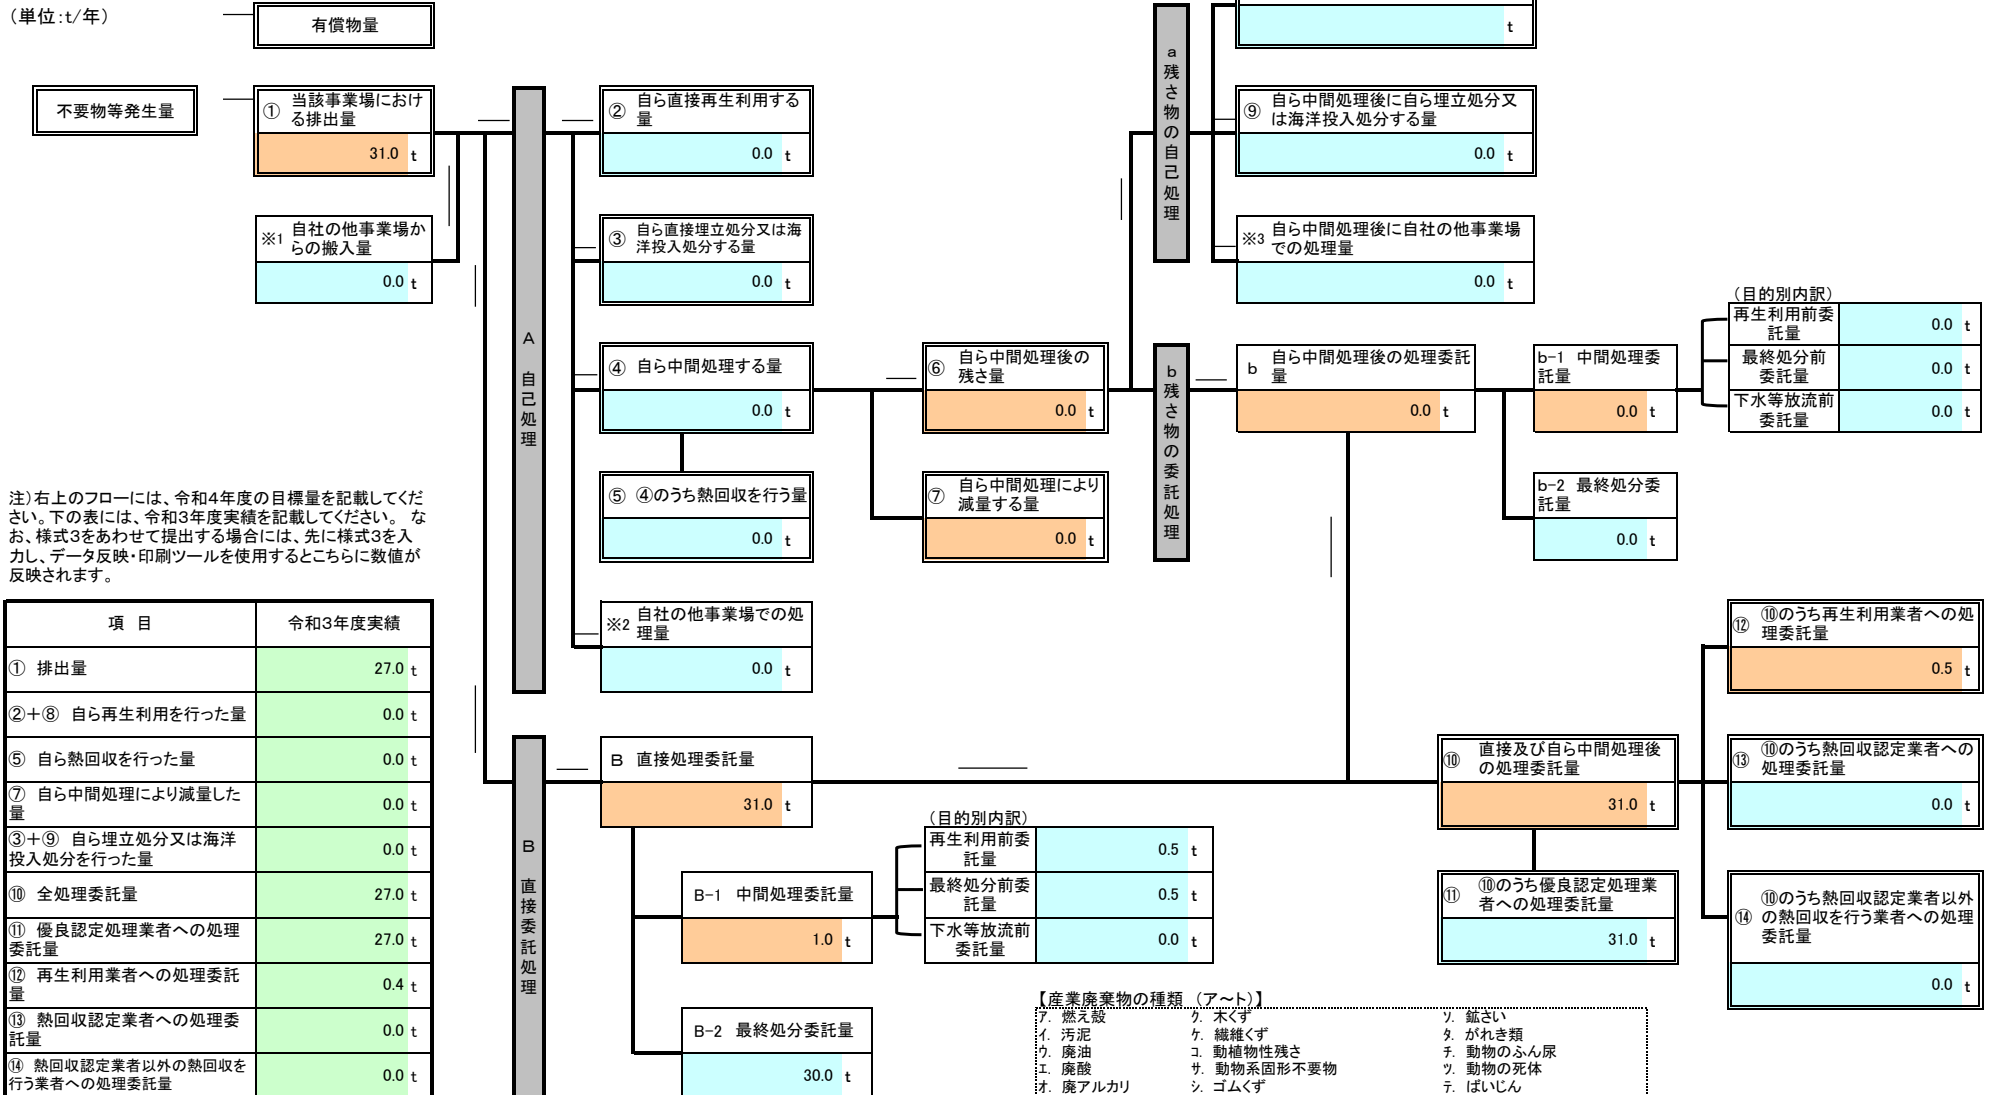 （単位：t/年）
有償物量
不要物等発生量
① 当該事業場におけ
る排出量
31.0 t
※1 自社の他事業場か
らの搬入量
0.0 t
A 自己処理
② 自ら直接再生利用する
量
0.0 t
③ 自ら直接埋立処分又は海
洋投入処分する量
0.0 t
④ 自ら中間処理する量
0.0 t
⑤ ④のうち熱回収を行う量
0.0 t
※2 自社の他事業場での処
理量
0.0 t
⑥ 自ら中間処理後の
残さ量
0.0 t
⑦ 自ら中間処理により
減量する量
0.0 t
a 残さ物の自己処理
t
⑨ 自ら中間処理後に自ら埋立処分又
は海洋投入処分する量
0.0 t
※3 自ら中間処理後に自社の他事業場
での処理量
0.0 t
b 残さ物の委託処理
b 自ら中間処理後の処理委託
量
0.0 t
b-1 中間処理委
託量
0.0 t
（目的別内訳）
再生利用前委
託量
0.0 t
最終処分前
委託量
0.0 t
下水等放流前
委託量
0.0 t
b-2 最終処分委
託量
0.0 t
注）右上のフローには、令和4年度の目標量を記載してくだ
さい。下の表には、令和3年度実績を記載してください。 な
お、様式3をあわせて提出する場合には、先に様式3を入
力し、データ反映・印刷ツールを使用するとこちらに数値が
反映されます。
項 目 令和3年度実績
① 排出量 27.0 t
②＋⑧ 自ら再生利用を行った量 0.0 t
⑤ 自ら熱回収を行った量 0.0 t
⑦ 自ら中間処理により減量した
量 0.0 t
③＋⑨ 自ら埋立処分又は海洋
投入処分を行った量 0.0 t
⑩ 全処理委託量 27.0 t
⑪ 優良認定処理業者への処理
委託量 27.0 t
⑫ 再生利用業者への処理委託
量 0.4 t
⑬ 熱回収認定業者への処理委
託量 0.0 t
⑭ 熱回収認定業者以外の熱回収を
行う業者への処理委託量 0.0 t
B 直接委託処理
B 直接処理委託量
31.0 t
B-1 中間処理委託量
1.0 t
（目的別内訳）
再生利用前委
託量
0.5 t
最終処分前委
託量
0.5 t
下水等放流前
委託量
0.0 t
B-2 最終処分委託量
30.0 t
⑩ 直接及び自ら中間処理後
の処理委託量
31.0 t
⑪ ⑩のうち優良認定処理業
者への処理委託量
31.0 t
⑫ ⑩のうち再生利用業者への処
理委託量
0.5 t
⑬ ⑩のうち熱回収認定業者への
処理委託量
0.0 t
⑭ ⑩のうち熱回収認定業者以外
の熱回収を行う業者への処理
委託量
0.0 t
【産業廃棄物の種類 （ア～ト）】
ア. 燃え殻 ク. 木くず ソ. 鉱さい
イ. 汚泥 ケ. 繊維くず タ. がれき類
ウ. 廃油 コ. 動植物性残さ チ. 動物のふん尿
エ. 廃酸 サ. 動物系固形不要物 ツ. 動物の死体
オ. 廃アルカリ シ. ゴムくず テ. ばいじん